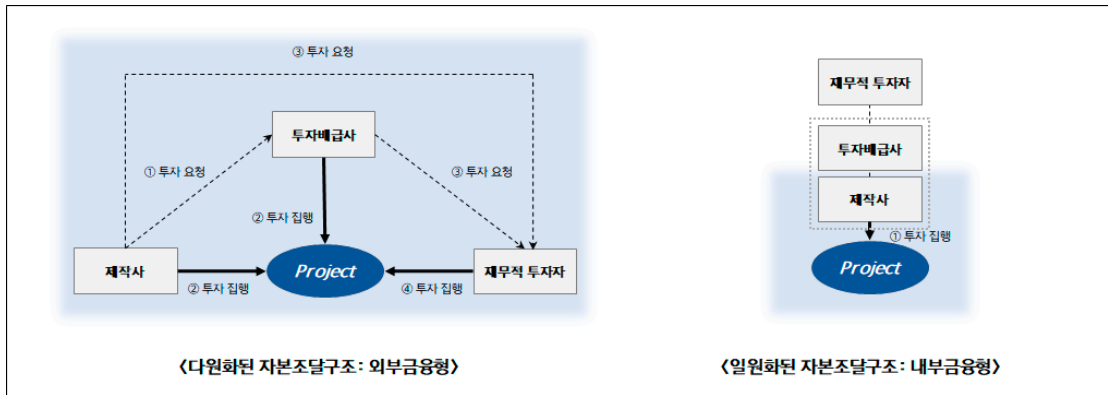 ③ 투자 요청
투자배급사
① 투자 요청
③ 투자 요청
② 투자 집행
제작사
Project
재무적 투자자
② 투자 집행
④ 투자 집행
<다원화된 자본조달구조: 외부금융형>
재무적 투자자
투자배급사
제작사
① 투자 집행
Project
<일원화된 자본조달구조: 내부금융형>